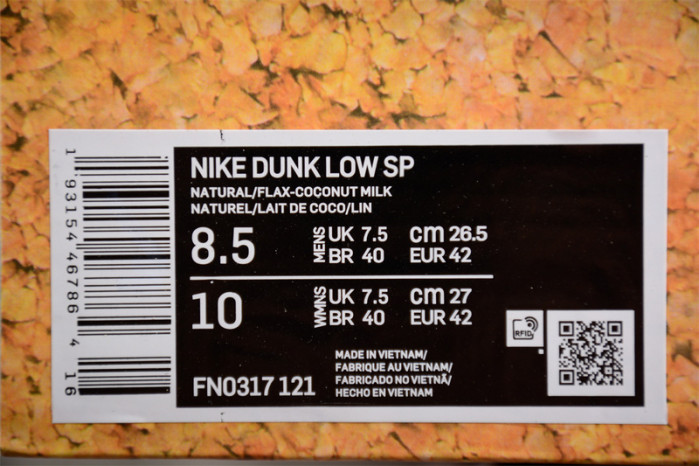 NIKE DUNK LOW SP
NATURAL/FLAX-COCONUT MILK
NATUREL/LAIT DE COCO/LIN
8.5 MENS UK 7.5 cm 26.5
BR 40 EUR 42
10 WMNS UK 7.5 cm 27
BR 40 EUR 42
MADE IN VIETNAM/
FABRIQUE AU VIETNAM/
FABRICADO NO VIETNÃ/
HECHO EN VIETNAM
FN0317 121
RFID
1 93154 46786 4 16